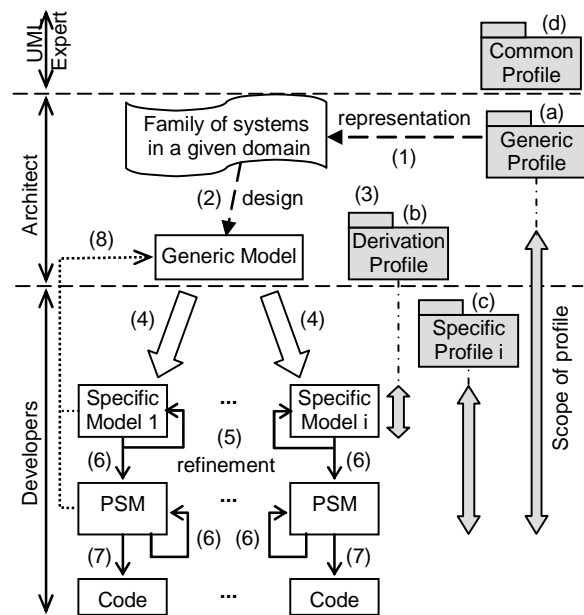 UML
Expert
(d)
Common
Profile
Architect
Family of systems
in a given domain
representation
(1)
(a)
Generic
Profile
(2)
design
(3)
(b)
Derivation
Profile
(8)
Generic Model
(4)
(4)
(c)
Specific
Profile i
Scope of profile
Developers
Specific
Model 1
...
Specific
Model i
(5)
refinement
(6)
(6)
PSM
...
PSM
(6)
(6)
(7)
(7)
Code
...
Code